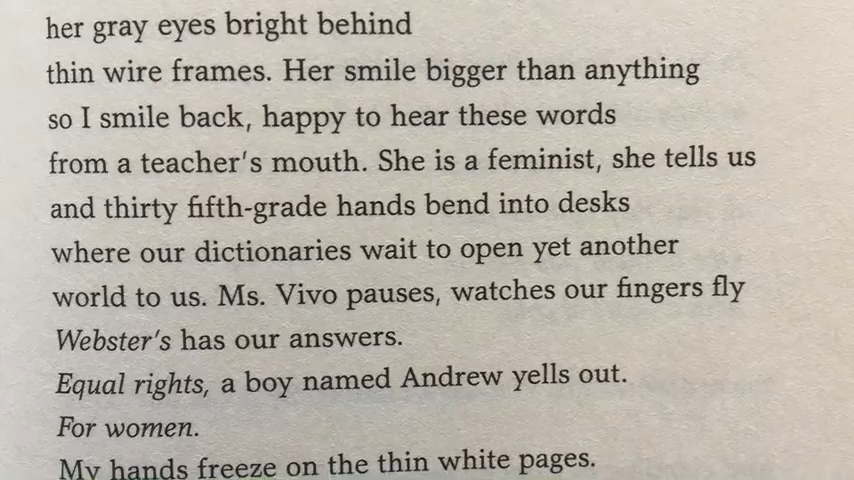 her gray eyes bright behind
thin wire frames. Her smile bigger than anything
so I smile back, happy to hear these words
from a teacher's mouth. She is a feminist, she tells us
and thirty fifth-grade hands bend into desks
where our dictionaries wait to open yet another
world to us. Ms. Vivo pauses, watches our fingers fly
Webster's has our answers.
Equal rights, a boy named Andrew yells out.
For women.
My hands freeze on the thin white pages.